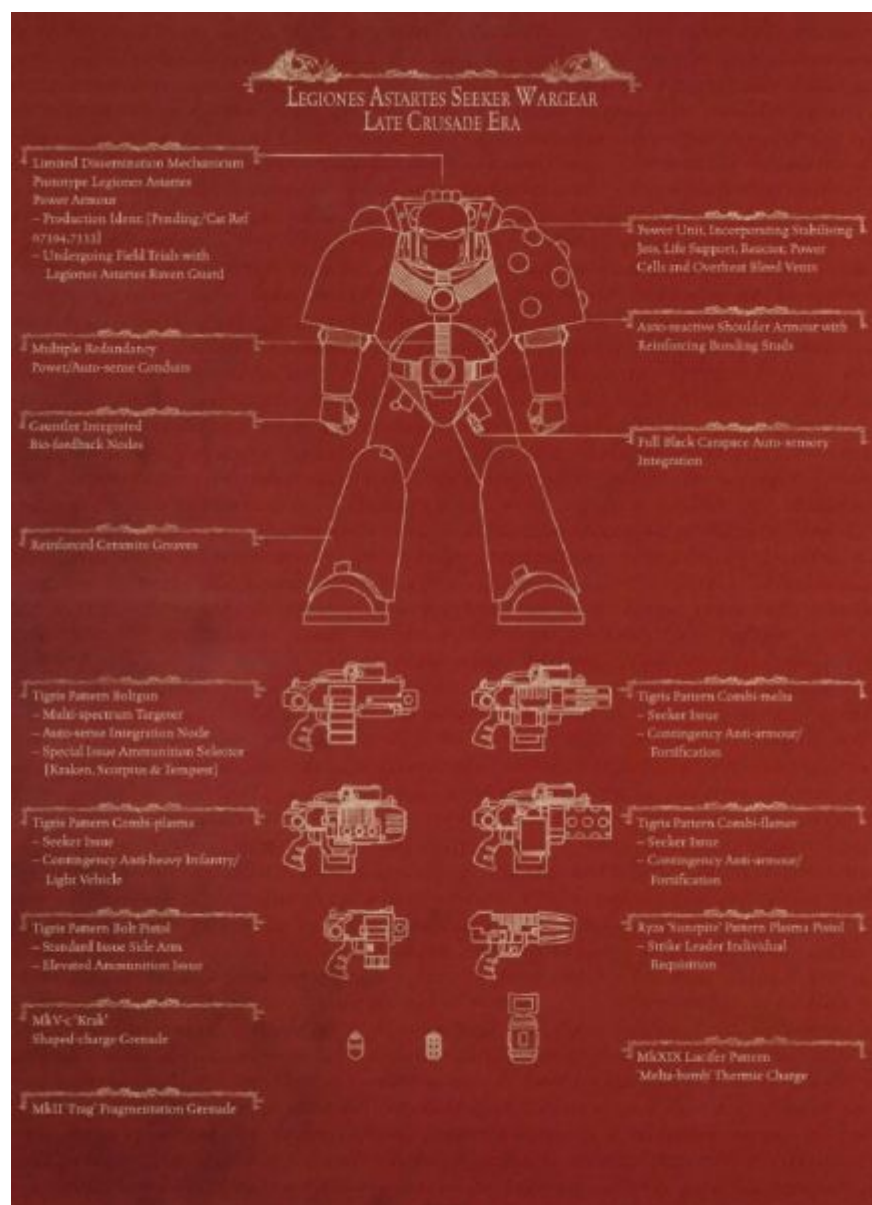 LEGIONES ASTARTES SEEKER WARGEAR
LATE CRUSADE ERA
Limited Dissemination Mechanicum
Prototype Legiones Astartes
Power Armour
– Production Ident: [Pending/Cat Ref
– Undergoing Field Trials with
Legiones Astartes Raven Guard
Multiple Redundancy
Power/Auto-sense Conduits
Gauntlet Integrated
Bio-feedback Nodes
Reinforced Ceramite Greaves
Power Unit, Incorporating Stabilising
Jets, Life Support, Reactor, Power
Cells and Overheat Bleed Vents
Auto-reactive Shoulder Armour with
Reinforcing Bonding Studs
Full Black Carapace Auto-sensory
Integration
Tigris Pattern Boltgun
– Multi-spectrum Targeter
– Auto-sense Integration Node
– Special Issue Ammunition Selector
[Kraken, Scorpius & Tempest]
Tigris Pattern Combi-melta
– Seeker Issue
– Contingency Anti-armour/
Fortification
Tigris Pattern Combi-plasma
– Seeker Issue
– Contingency Anti-heavy Infantry/
Light Vehicle
Tigris Pattern Combi-flamer
– Seeker Issue
– Contingency Anti-armour/
Fortification
Tigris Pattern Bolt Pistol
– Standard Issue Side Arm
– Elevated Ammunition Issue
Ryza Pattern Plasma Pistol
– Strike Leader Individual
Requisition
MkV-c 'Krak'
Shaped-charge Grenade
MkII 'Frag' Fragmentation Grenade
MkXIX Lucifer Pattern
'Melta-bomb' Thermic Charge